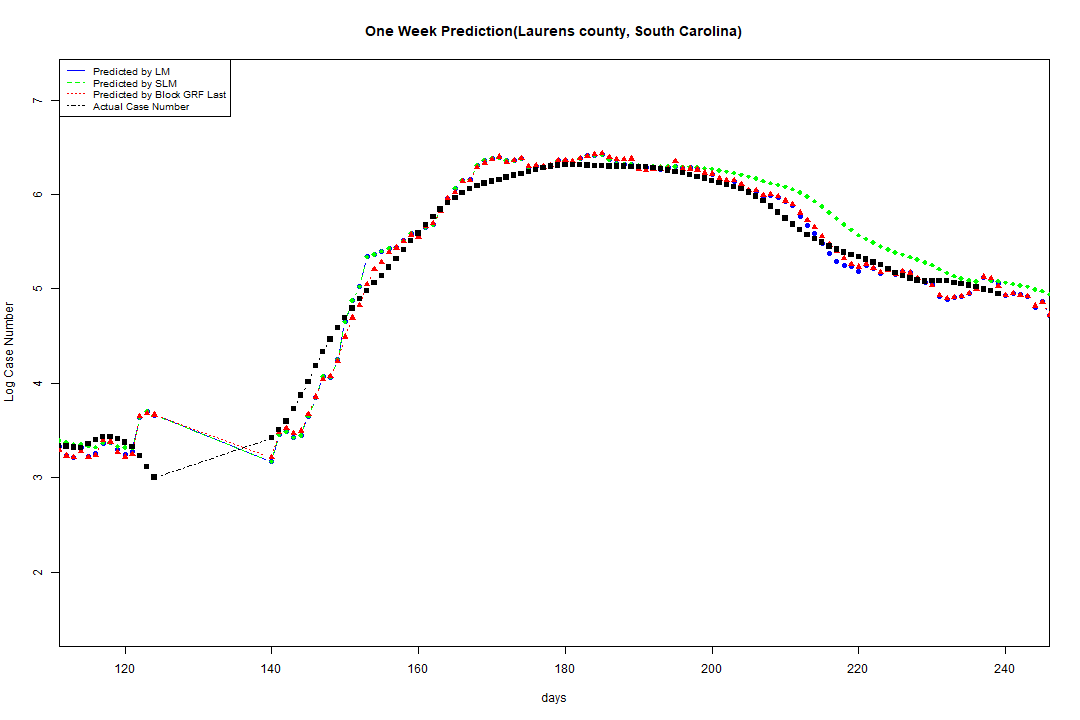 One Week Prediction(Laurens county, South Carolina)
Predicted by LM
Predicted by SLM
Predicted by Block GRF Last
Actual Case Number
7
6
5
4
3
2
Log Case Number
120 140 160 180 200 220 240
days